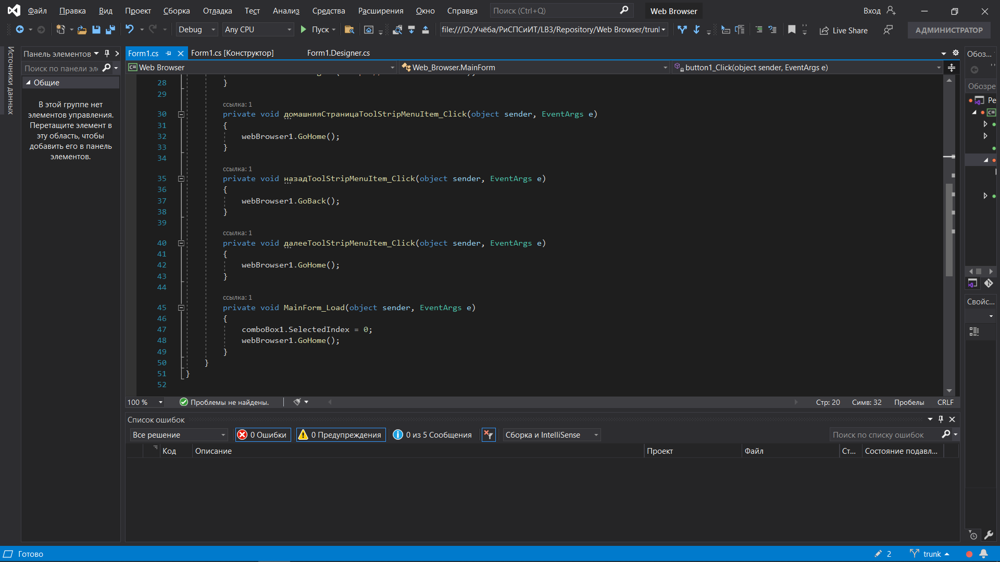 Файл Правка Вид Проект Сборка Отладка Тест Анализ Средства Расширения Окно Справка Поиск (Ctrl+Q) Web Browser Вход
Debug Any CPU Пуск file:///D:/Учёба/РиСПСиИТ/LB3/Repository/Web Browser/trunk Live Share АДМИНИСТРАТОР
Источники данных
Панель элементов
Поиск по панели эл
Общие
В этой группе нет
элементов управления.
Перетащите элемент в
эту область, чтобы
добавить его в панель
элементов.
Form1.cs Form1.cs [Конструктор] Form1.Designer.cs
Web Browser Web_Browser.MainForm button1_Click(object sender, EventArgs e)
28 }
29
ссылка: 1
30 private void домашняяСтраницаToolStripMenuItem_Click(object sender, EventArgs e)
31 {
32 webBrowser1.GoHome();
33 }
34
ссылка: 1
35 private void назадToolStripMenuItem_Click(object sender, EventArgs e)
36 {
37 webBrowser1.GoBack();
38 }
39
ссылка: 1
40 private void далееToolStripMenuItem_Click(object sender, EventArgs e)
41 {
42 webBrowser1.GoHome();
43 }
44
ссылка: 1
45 private void MainForm_Load(object sender, EventArgs e)
46 {
47 comboBox1.SelectedIndex = 0;
48 webBrowser1.GoHome();
49 }
50 }
51 }
52
100 % Проблемы не найдены. Стр: 20 Симв: 32 Пробелы CRLF
Список ошибок
Все решение 0 Ошибки 0 Предупреждения 0 из 5 Сообщения Сборка и IntelliSense Поиск по списку ошибок
Код Описание Проект Файл Ст... Состояние подавл...
Обоз...
Обозре
Ре
C#
Свойс...
Готово 2 trunk